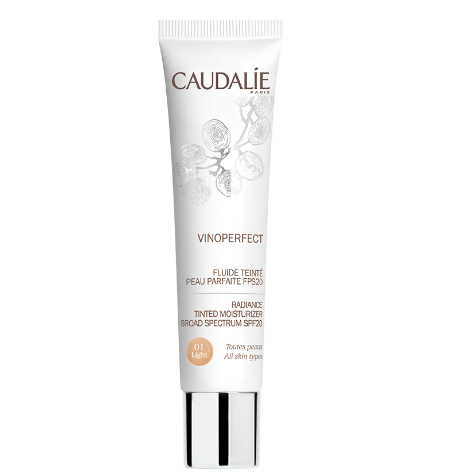 CAUDALÍE
PARIS
VINOPERFECT
FLUIDE TEINTÉ
PEAU PARFAITE FPS20
RADIANCE
TINTED MOISTURIZER
BROAD SPECTRUM SPF20
01
Light
Toutes peaux
All skin types